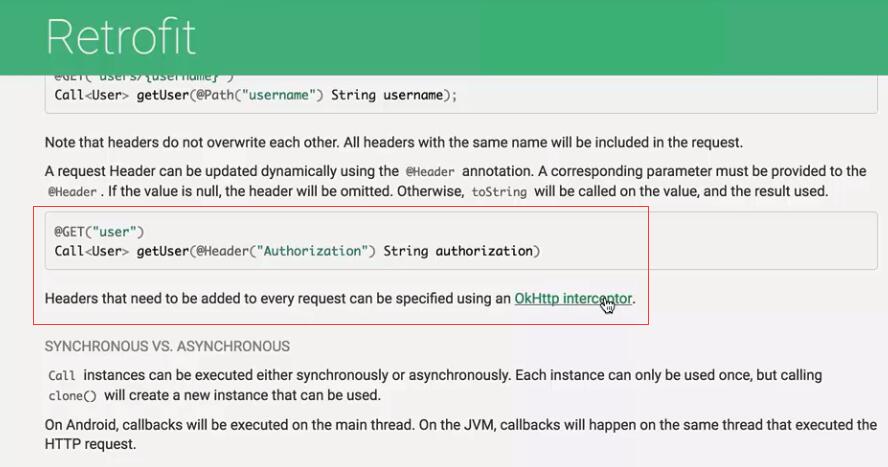 Retrofit
@GET("users/{username}")
Call<User> getUser(@Path("username") String username);
Note that headers do not overwrite each other. All headers with the same name will be included in the request.
A request Header can be updated dynamically using the @Header annotation. A corresponding parameter must be provided to the
@Header. If the value is null, the header will be omitted. Otherwise, toString will be called on the value, and the result used.
@GET("user")
Call<User> getUser(@Header("Authorization") String authorization)
Headers that need to be added to every request can be specified using an OkHttp interceptor.
SYNCHRONOUS VS. ASYNCHRONOUS
Call instances can be executed either synchronously or asynchronously. Each instance can only be used once, but calling
clone() will create a new instance that can be used.
On Android, callbacks will be executed on the main thread. On the JVM, callbacks will happen on the same thread that executed the
HTTP request.